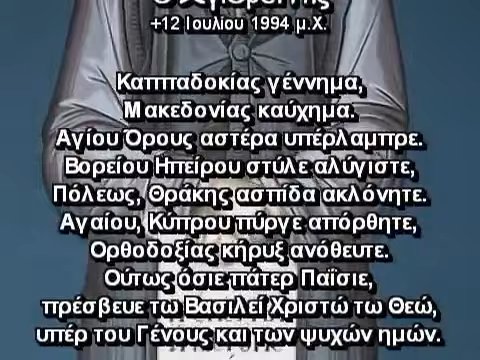 Ο Αγιορείτης
+12 Ιουλίου 1994 μ.Χ.
Καππαδοκίας γέννημα,
Μακεδονίας καύχημα.
Αγίου Όρους αστέρα υπέρλαμπρε.
Βορείου Ηπείρου στύλε αλύγιστε,
Πόλεως, Θράκης ασπίδα ακλόνητε.
Αγαίου, Κύπρου πύργε απόρθητε,
Ορθοδοξίας κήρυξ ανόθευτε.
Ούτως όσιε πάτερ Παΐσιε,
πρέσβευε τω Βασιλεί Χριστώ τω Θεώ,
υπέρ του Γένους και των ψυχών ημών.